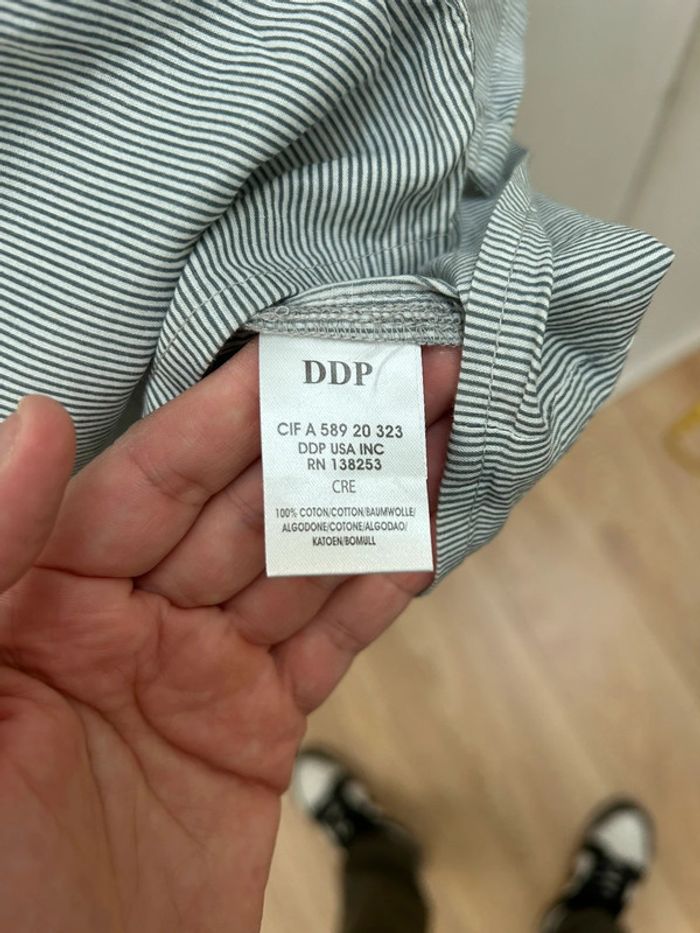 DDP
CIF A 589 20 323
DDP USA INC
RN 138253
CRE
100% COTON/COTTON/BAUMWOLLE/
ALGODONE/COTONE/ALGODAO/
KATOEN/BOMULL